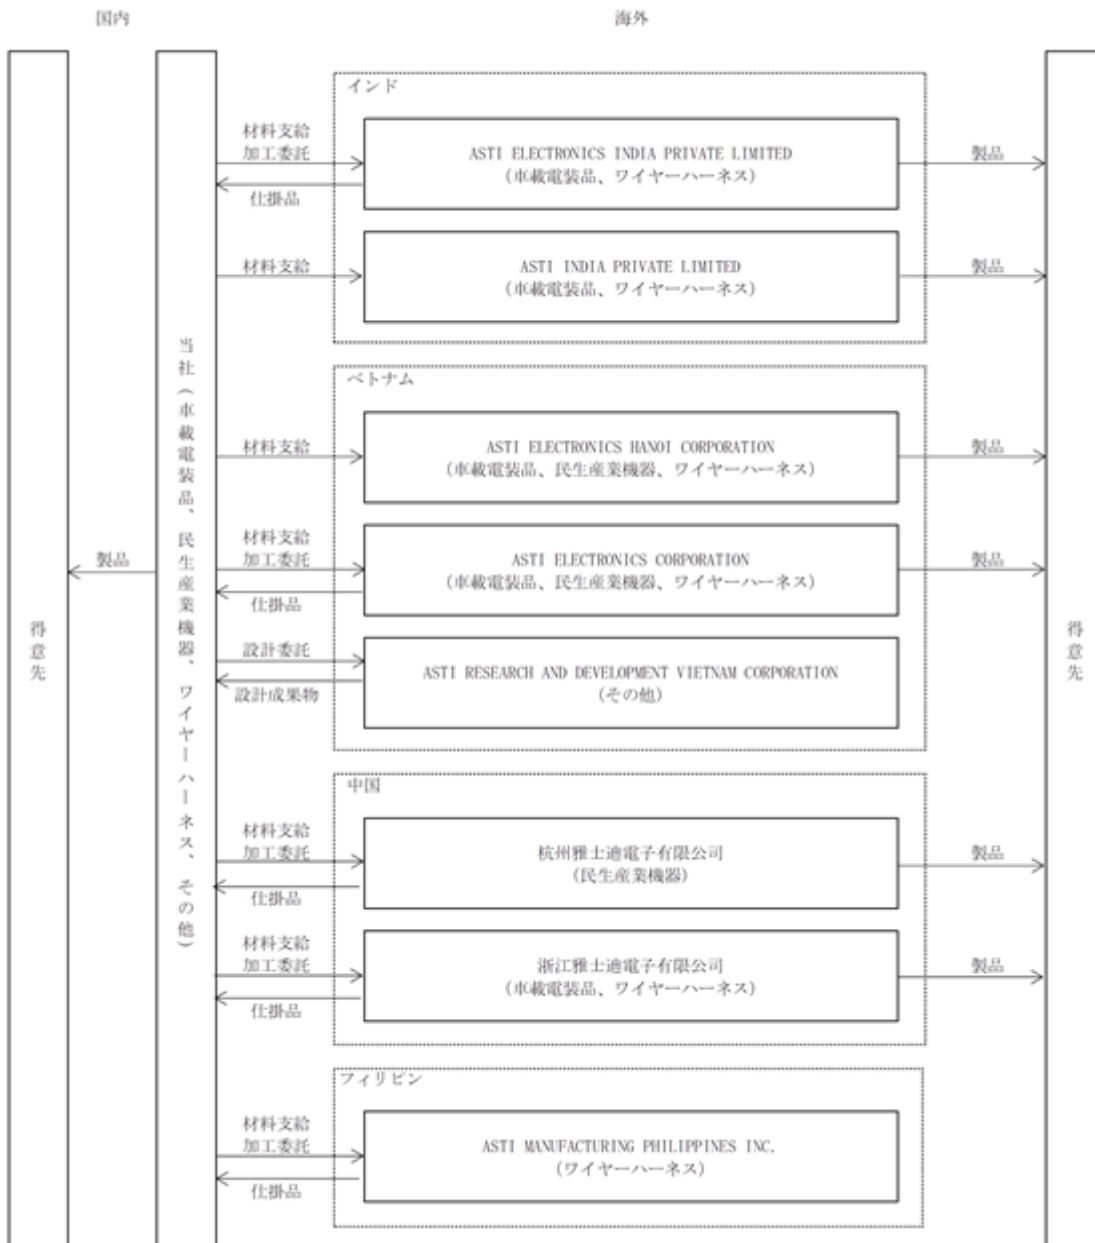 国内
海外
得意先
製品
当社(車載電装品、民生産業機器、ワイヤーハーネス、その他)
インド
材料支給
加工委託
仕掛品
ASTI ELECTRONICS INDIA PRIVATE LIMITED
(車載電装品、ワイヤーハーネス)
製品
材料支給
ASTI INDIA PRIVATE LIMITED
(車載電装品、ワイヤーハーネス)
製品
ベトナム
材料支給
ASTI ELECTRONICS HANOI CORPORATION
(車載電装品、民生産業機器、ワイヤーハーネス)
製品
材料支給
加工委託
仕掛品
ASTI ELECTRONICS CORPORATION
(車載電装品、民生産業機器、ワイヤーハーネス)
製品
設計委託
設計成果物
ASTI RESEARCH AND DEVELOPMENT VIETNAM CORPORATION
(その他)
中国
材料支給
加工委託
仕掛品
杭州雅士迪電子有限公司
(民生産業機器)
製品
材料支給
加工委託
仕掛品
浙江雅士迪電子有限公司
(車載電装品、ワイヤーハーネス)
製品
フィリピン
材料支給
加工委託
仕掛品
ASTI MANUFACTURING PHILIPPINES INC.
(ワイヤーハーネス)
得意先